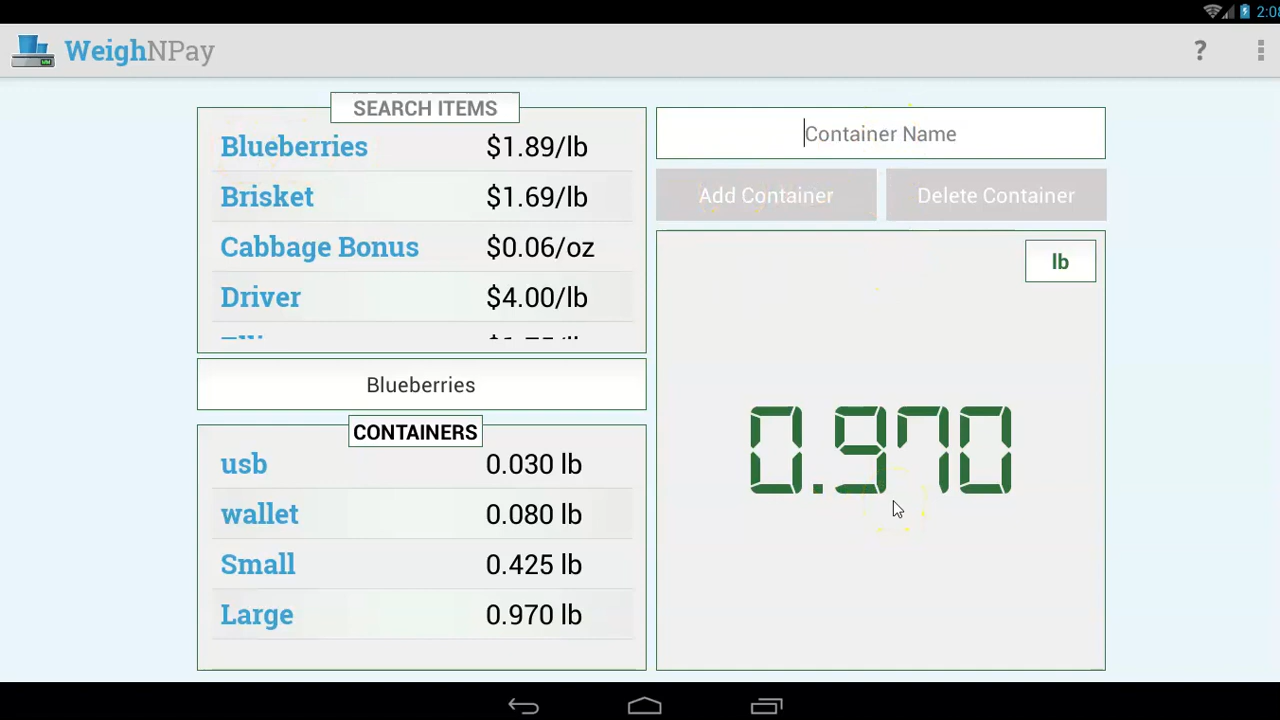 2:08
WeighNPay
?
SEARCH ITEMS
Blueberries $1.89/lb
Brisket $1.69/lb
Cabbage Bonus $0.06/oz
Driver $4.00/lb
Blueberries
CONTAINERS
usb 0.030 lb
wallet 0.080 lb
Small 0.425 lb
Large 0.970 lb
Container Name
Add Container
Delete Container
lb
0.970